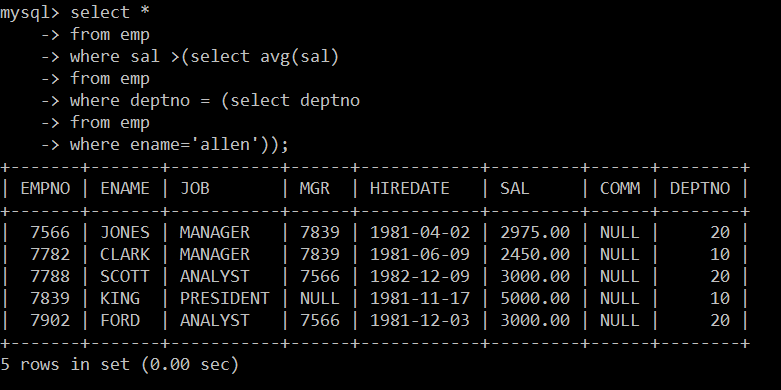 mysql> select *
    -> from emp
    -> where sal >(select avg(sal)
    -> from emp
    -> where deptno = (select deptno
    -> from emp
    -> where ename='allen'));
+-------+-------+-----------+------+------------+---------+------+--------+
| EMPNO | ENAME | JOB       | MGR  | HIREDATE   | SAL     | COMM | DEPTNO |
+-------+-------+-----------+------+------------+---------+------+--------+
|  7566 | JONES | MANAGER   | 7839 | 1981-04-02 | 2975.00 | NULL |     20 |
|  7782 | CLARK | MANAGER   | 7839 | 1981-06-09 | 2450.00 | NULL |     10 |
|  7788 | SCOTT | ANALYST   | 7566 | 1982-12-09 | 3000.00 | NULL |     20 |
|  7839 | KING  | PRESIDENT | NULL | 1981-11-17 | 5000.00 | NULL |     10 |
|  7902 | FORD  | ANALYST   | 7566 | 1981-12-03 | 3000.00 | NULL |     20 |
+-------+-------+-----------+------+------------+---------+------+--------+
5 rows in set (0.00 sec)